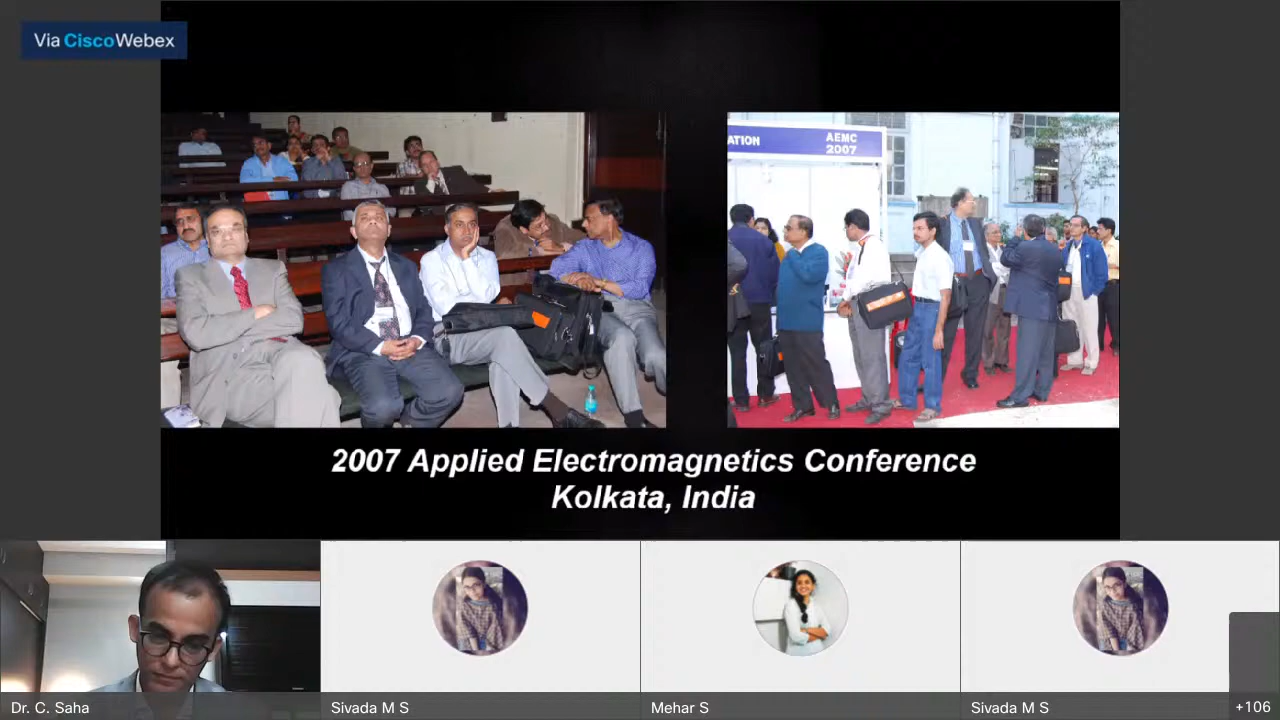 Via CiscoWebex
ATION
AEMC
2007
2007 Applied Electromagnetics Conference
Kolkata, India
Dr. C. Saha
Sivada M S
Mehar S
Sivada M S
+106